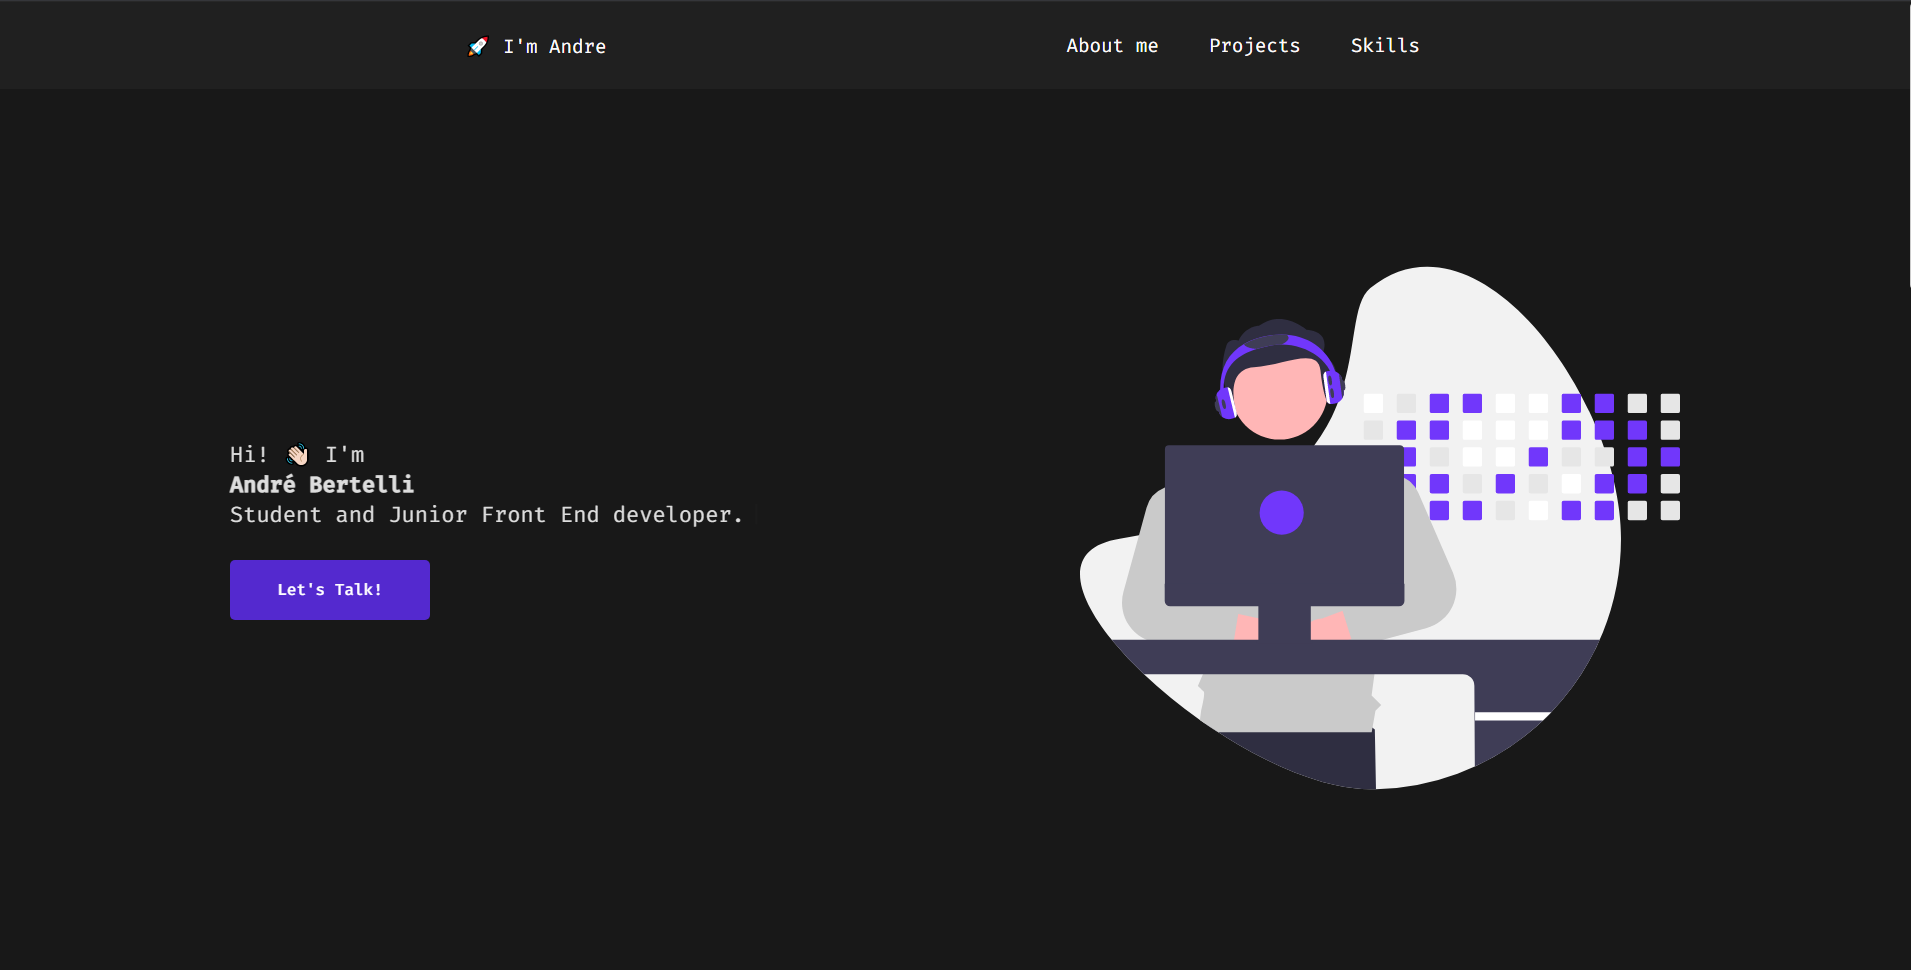 🚀 I'm Andre
About me Projects Skills
Hi! 👋🏻 I'm
André Bertelli
Student and Junior Front End developer.
Let's Talk!